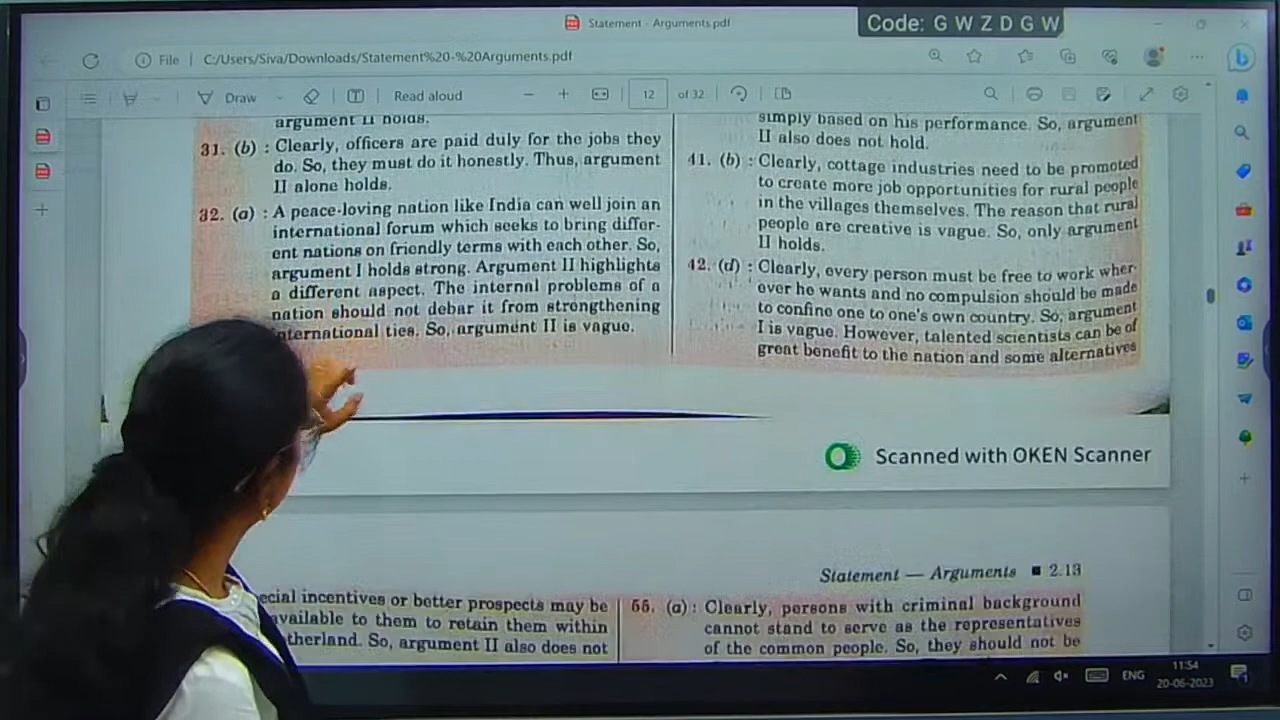 Statement - Arguments.pdf
Code: G W Z D G W
File | C:/Users/Siva/Downloads/Statement%20-%20Arguments.pdf
Draw
Read aloud
12 of 32
argument II holds.
31. (b) : Clearly, officers are paid duly for the jobs they
do. So, they must do it honestly. Thus, argument
II alone holds.
32. (a) : A peace-loving nation like India can well join an
international forum which seeks to bring differ-
ent nations on friendly terms with each other. So,
argument I holds strong. Argument II highlights
a different aspect. The internal problems of a
nation should not debar it from strengthening
international ties. So, argument II is vague.
simply based on his performance. So, argument
II also does not hold.
41. (b) : Clearly, cottage industries need to be promoted
to create more job opportunities for rural people
in the villages themselves. The reason that rural
people are creative is vague. So, only argument
II holds.
42. (d) : Clearly, every person must be free to work wher-
ever he wants and no compulsion should be made
to confine one to one's own country. So, argument
I is vague. However, talented scientists can be of
great benefit to the nation and some alternatives
Scanned with OKEN Scanner
Statement — Arguments ■ 2.13
ecial incentives or better prospects may be
available to them to retain them within
therland. So, argument II also does not
55. (a) : Clearly, persons with criminal background
cannot stand to serve as the representatives
of the common people. So, they should not be
ENG
11:54
20-06-2023